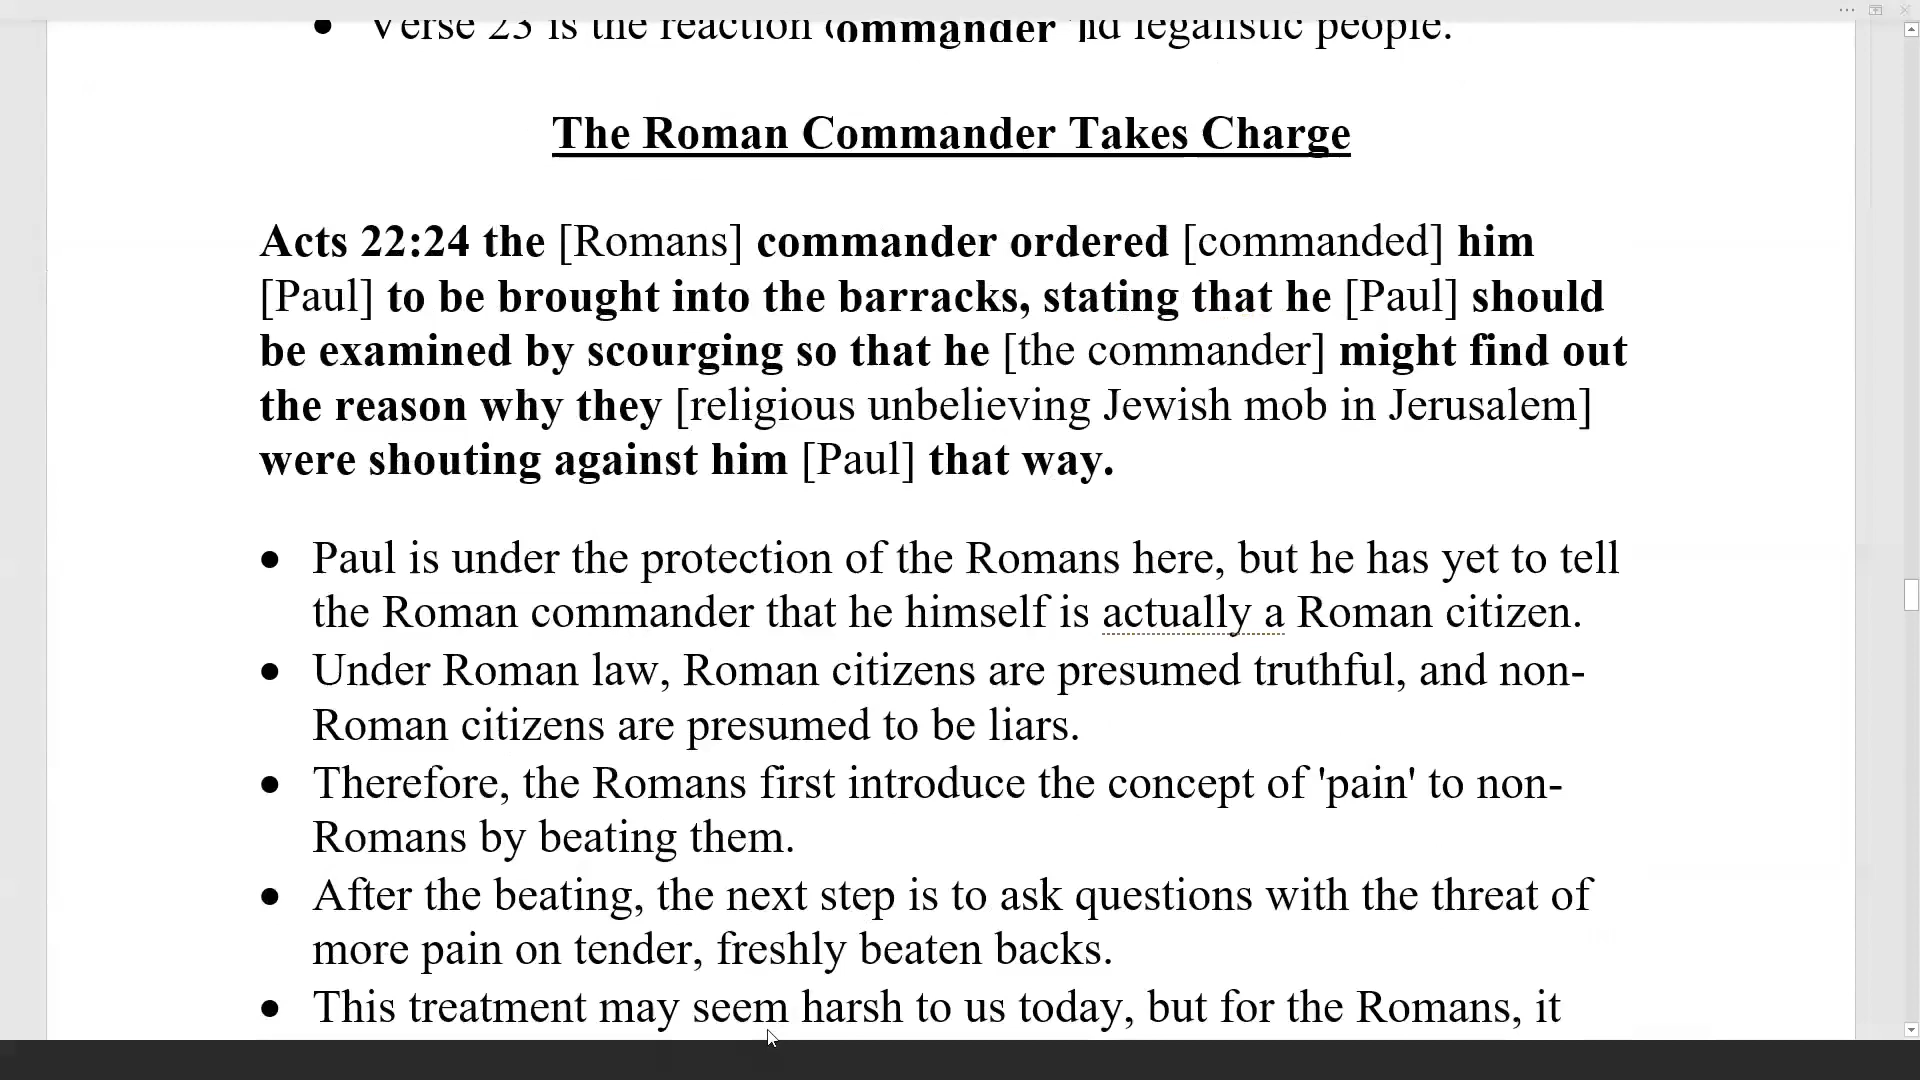 Verse 23 is the reaction ommander nd legalistic people.
The Roman Commander Takes Charge
Acts 22:24 the [Romans] commander ordered [commanded] him
[Paul] to be brought into the barracks, stating that he [Paul] should
be examined by scourging so that he [the commander] might find out
the reason why they [religious unbelieving Jewish mob in Jerusalem]
were shouting against him [Paul] that way.
• Paul is under the protection of the Romans here, but he has yet to tell
the Roman commander that he himself is actually a Roman citizen.
• Under Roman law, Roman citizens are presumed truthful, and non-
Roman citizens are presumed to be liars.
• Therefore, the Romans first introduce the concept of 'pain' to non-
Romans by beating them.
• After the beating, the next step is to ask questions with the threat of
more pain on tender, freshly beaten backs.
• This treatment may seem harsh to us today, but for the Romans, it